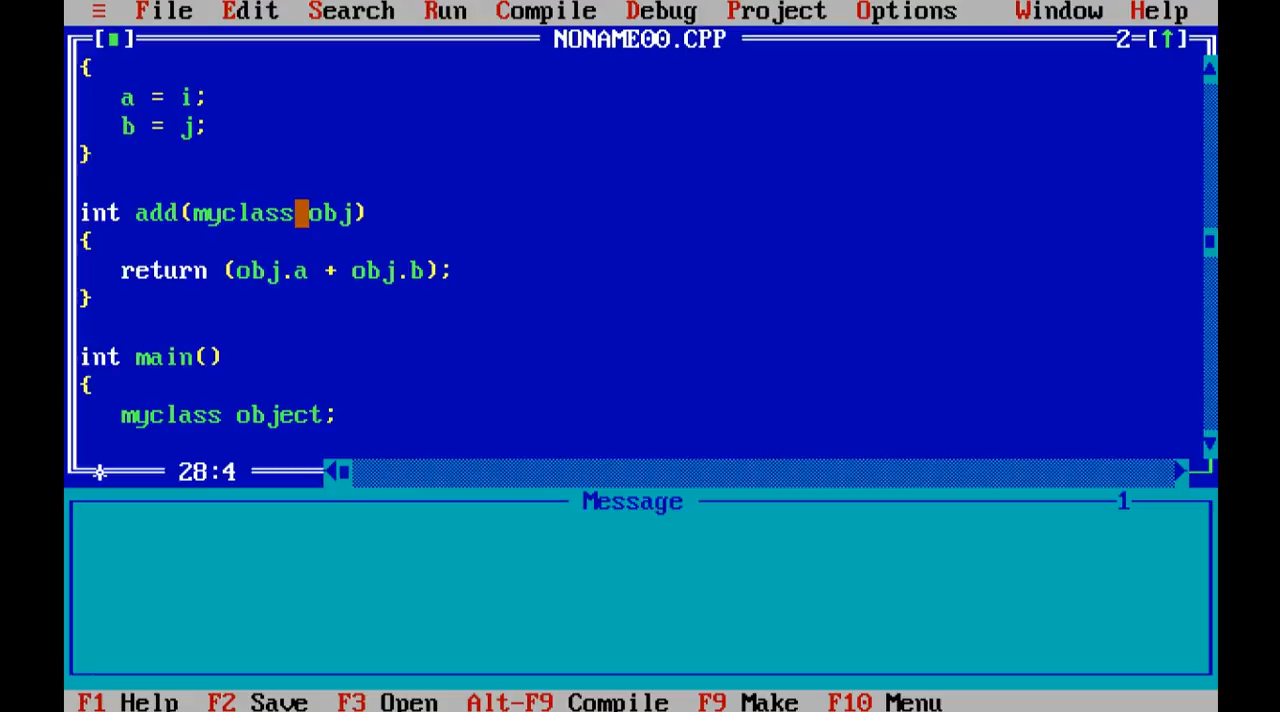 ≡ File Edit Search Run Compile Debug Project Options Window Help
[■] NONAME00.CPP 2=[↑]
{
   a = i;
   b = j;
}
int add(myclass obj)
{
   return (obj.a + obj.b);
}
int main()
{
   myclass object;
28:4
Message 1
F1 Help F2 Save F3 Open Alt-F9 Compile F9 Make F10 Menu